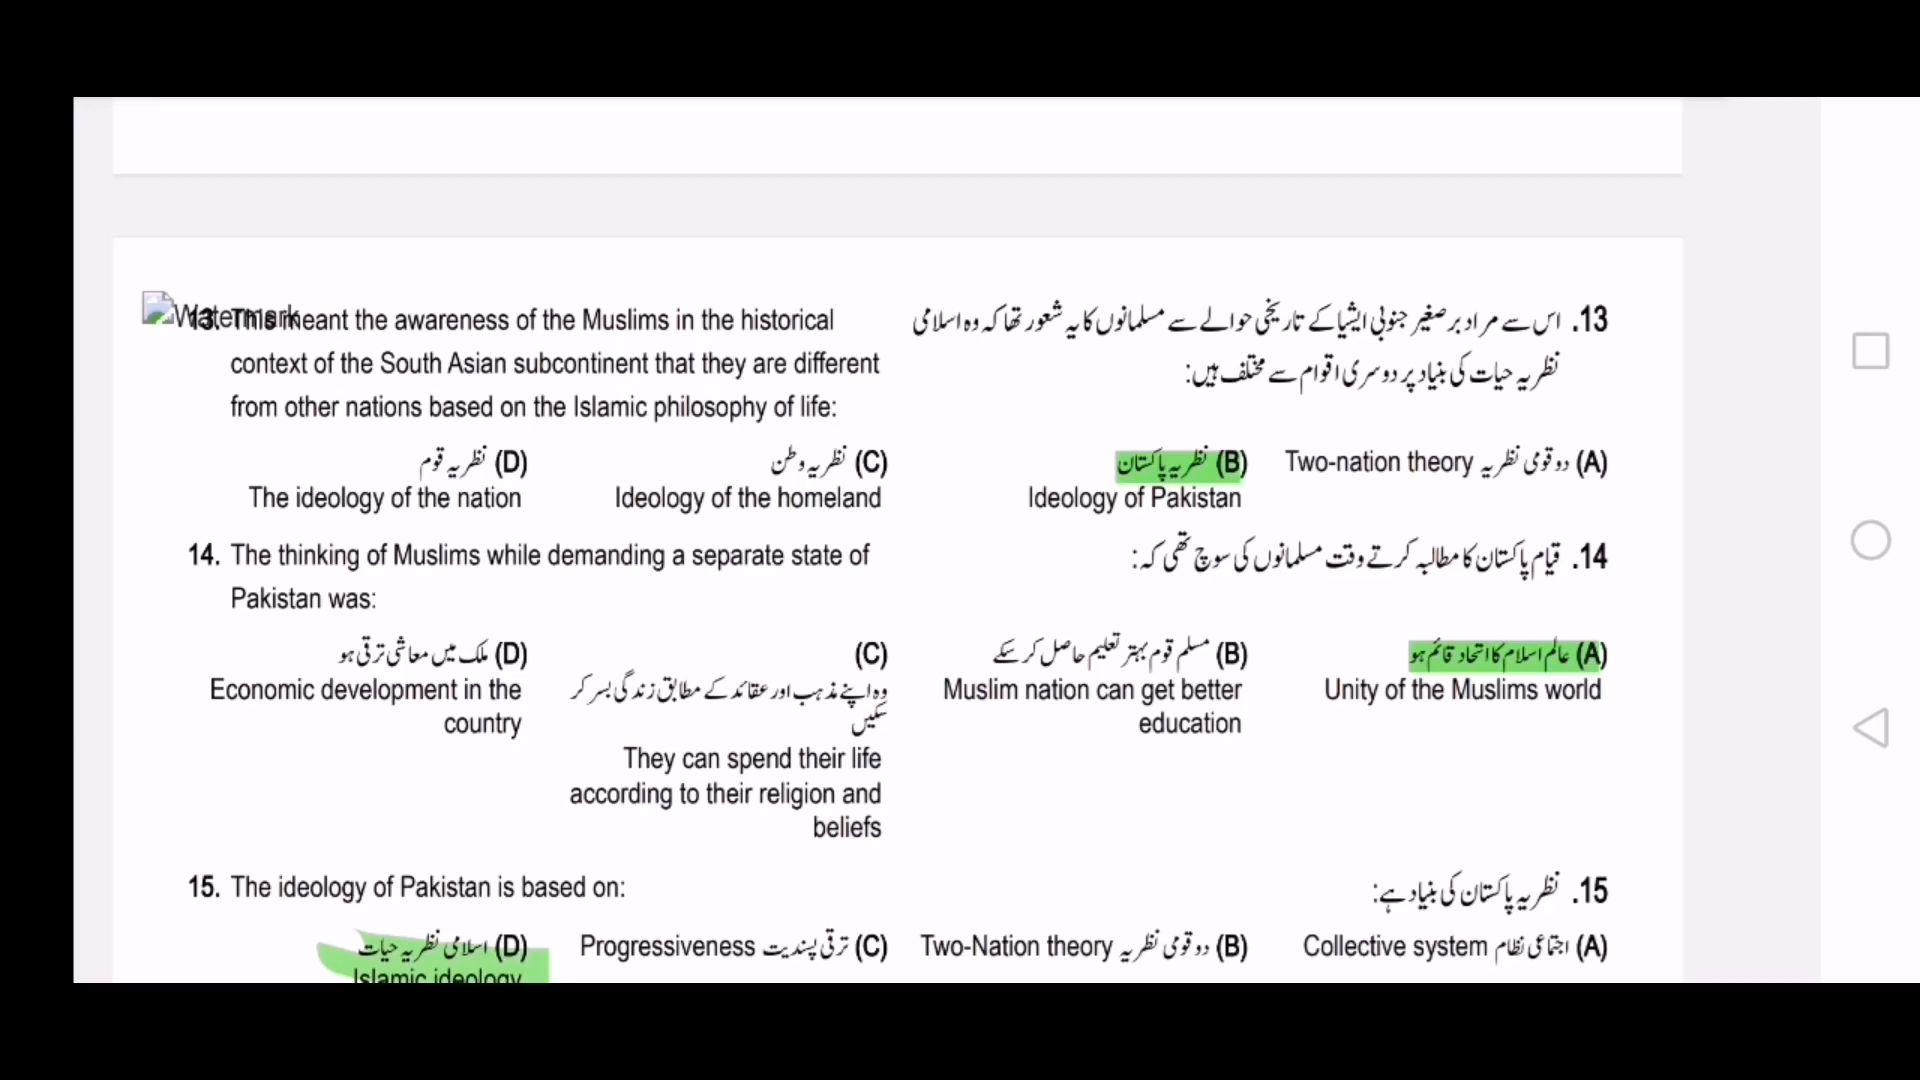 Watermark
13. This meant the awareness of the Muslims in the historical
context of the South Asian subcontinent that they are different
from other nations based on the Islamic philosophy of life:
13. اس سے مراد برصغیر جنوبی ایشیا کے تاریخی حوالے سے مسلمانوں کا یہ شعور تھا کہ وہ اسلامی
نظریہ حیات کی بنیاد پر دوسری اقوام سے مختلف ہیں:
(A) دو قومی نظریہ Two-nation theory
(B) نظریہ پاکستان
Ideology of Pakistan
(C) نظریہ وطن
Ideology of the homeland
(D) نظریہ قوم
The ideology of the nation
14. The thinking of Muslims while demanding a separate state of
Pakistan was:
14. قیام پاکستان کا مطالبہ کرتے وقت مسلمانوں کی سوچ تھی کہ:
(A) عالم اسلام کا اتحاد قائم ہو
Unity of the Muslims world
(B) مسلم قوم بہتر تعلیم حاصل کر سکے
Muslim nation can get better
education
(C)
وہ اپنے مذہب اور عقائد کے مطابق زندگی بسر کر
سکیں
They can spend their life
according to their religion and
beliefs
(D) ملک میں معاشی ترقی ہو
Economic development in the
country
15. The ideology of Pakistan is based on:
15. نظریہ پاکستان کی بنیاد ہے:
(A) اجتماعی نظام Collective system
(B) دو قومی نظریہ Two-Nation theory
(C) ترقی پسندیت Progressiveness
(D) اسلامی نظریہ حیات
Islamic ideology